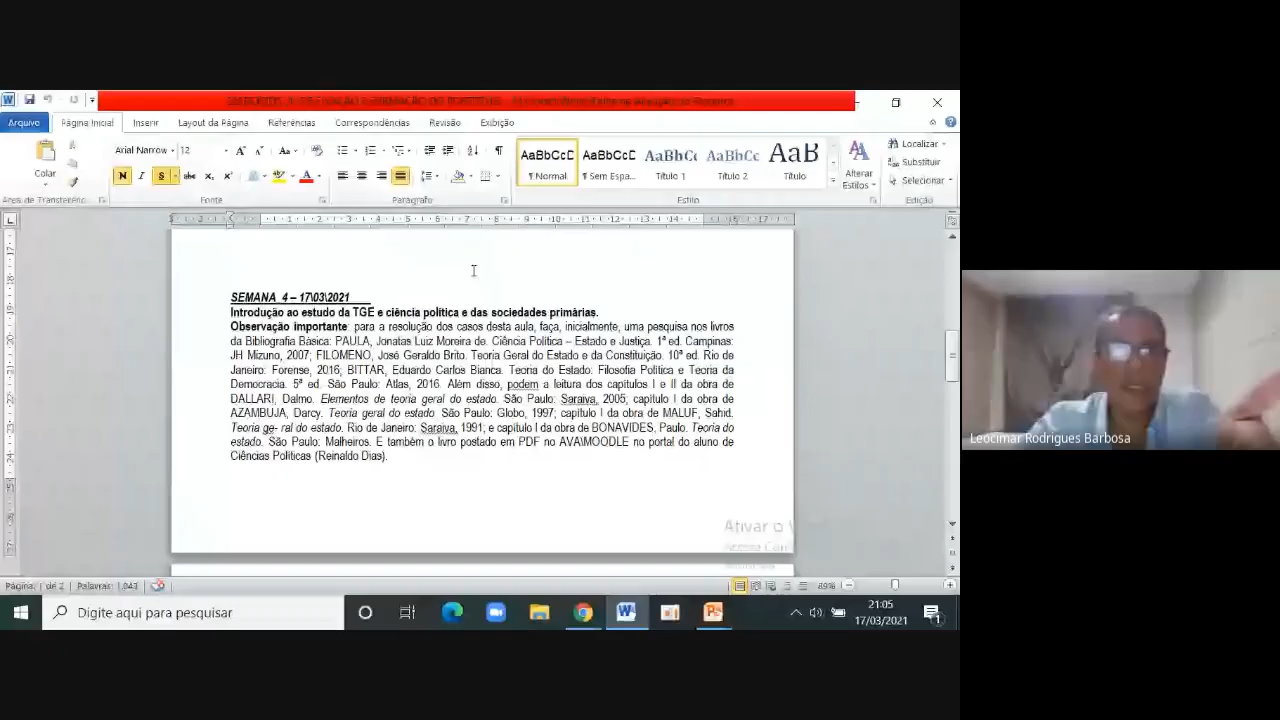 Arquivo Página Inicial Inserir Layout da Página Referências Correspondências Revisão Exibição
Arial Narrow 12 Aa
Colar
N I S abc x x A
AaBbCcD AaBbCcD AaBbCc AaBbCc AaB
¶ Normal ¶ Sem Espa... Título 1 Título 2 Título
Alterar Estilos
Localizar
Substituir
Selecionar
Área de Transferênc... Fonte Parágrafo Estilo Edição
SEMANA 4 – 17\03\2021
Introdução ao estudo da TGE e ciência política e das sociedades primárias.
Observação importante: para a resolução dos casos desta aula, faça, inicialmente, uma pesquisa nos livros
da Bibliografia Básica: PAULA, Jonatas Luiz Moreira de. Ciência Política – Estado e Justiça. 1ª ed. Campinas:
JH Mizuno, 2007; FILOMENO, José Geraldo Brito. Teoria Geral do Estado e da Constituição. 10ª ed. Rio de
Janeiro: Forense, 2016; BITTAR, Eduardo Carlos Bianca. Teoria do Estado: Filosofia Política e Teoria da
Democracia. 5ª ed. São Paulo: Atlas, 2016. Além disso, podem a leitura dos capítulos I e II da obra de
DALLARI, Dalmo. Elementos de teoria geral do estado. São Paulo: Saraiva, 2005; capítulo I da obra de
AZAMBUJA, Darcy. Teoria geral do estado. São Paulo: Globo, 1997; capítulo I da obra de MALUF, Sahid.
Teoria ge- ral do estado. Rio de Janeiro: Saraiva, 1991; e capítulo I da obra de BONAVIDES, Paulo. Teoria do
estado. São Paulo: Malheiros. E também o livro postado em PDF no AVA\MOODLE no portal do aluno de
Ciências Políticas (Reinaldo Dias).
Ativar o
Leocimar Rodrigues Barbosa
Página: 1 de 2 Palavras: 1.043
89%
Digite aqui para pesquisar
21:05
17/03/2021